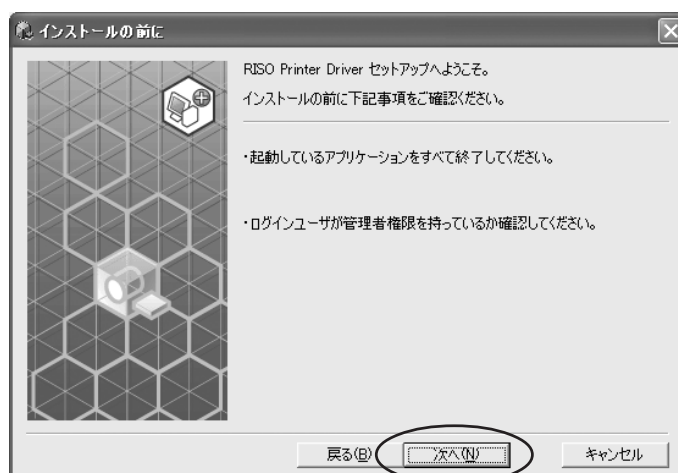 インストールの前に
RISO Printer Driver セットアップへようこそ。
インストールの前に下記事項をご確認ください。
・起動しているアプリケーションをすべて終了してください。
・ログインユーザが管理者権限を持っているか確認してください。
戻る(B) 次へ(N) キャンセル